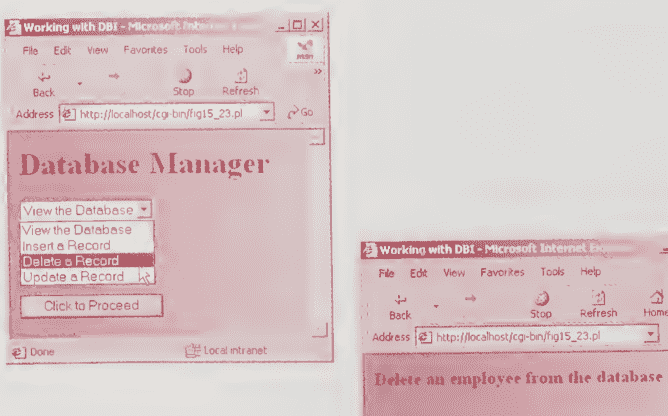 Working with DBI - Microsoft Internet
File Edit View Favorites Tools Help
msn
Back Stop Refresh
Address http://localhost/cgi-bin/fig15_23.pl Go
Database Manager
View the Database
View the Database
Insert a Record
Delete a Record
Update a Record
Click to Proceed
Done Local intranet
Working with DBI - Microsoft Internet
File Edit View Favorites Tools Help
Back Stop Refresh Home
Address http://localhost/cgi-bin/fig15_23.pl
Delete an employee from the database